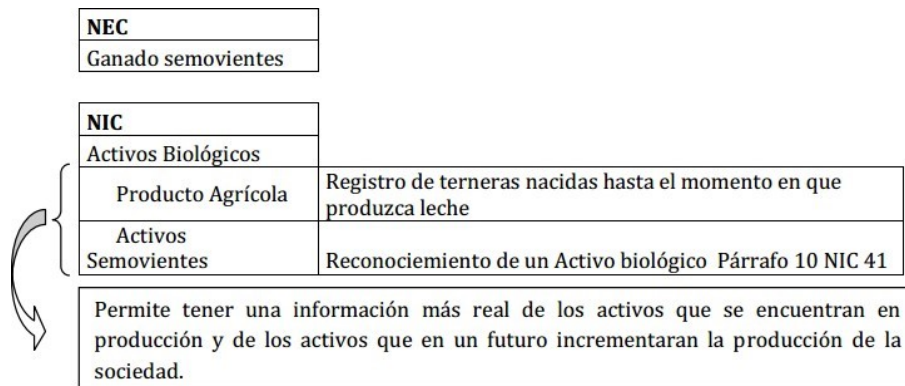 NEC
Ganado semovientes
NIC
Activos Biológicos
Producto Agrícola
Registro de terneras nacidas hasta el momento en que
produzca leche
Activos
Semovientes
Reconociemiento de un Activo biológico Párrafo 10 NIC 41
Permite tener una información más real de los activos que se encuentran en
producción y de los activos que en un futuro incrementaran la producción de la
sociedad.